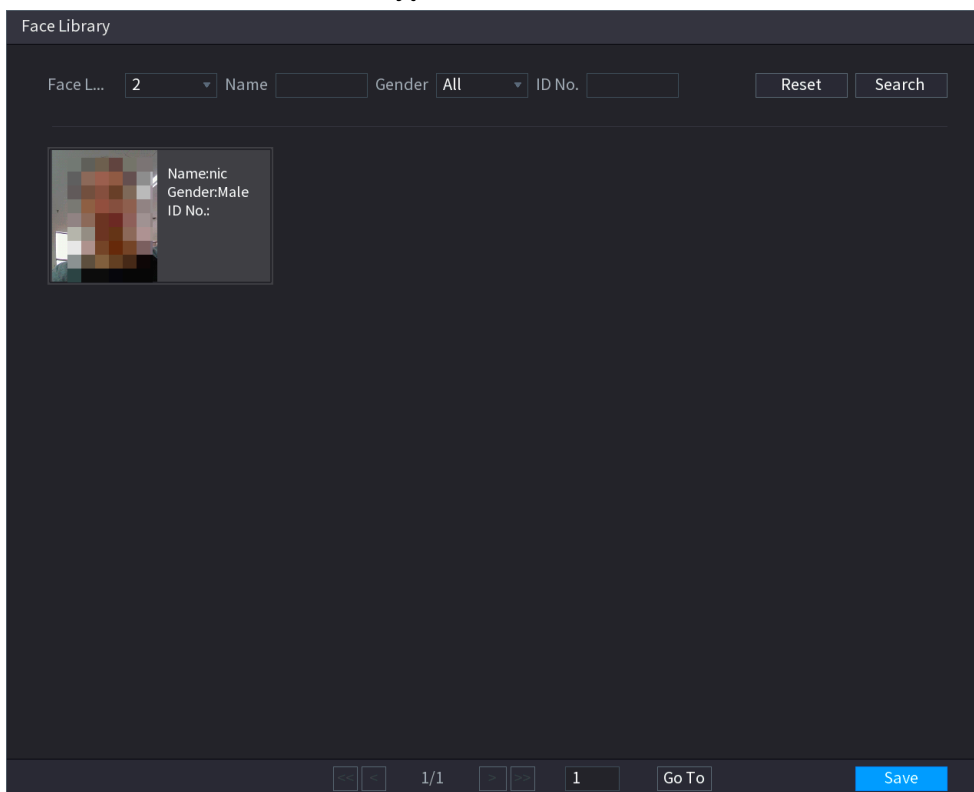 Face Library
Face L... 2 Name Gender All ID No. Reset Search
Name:nic
Gender:Male
ID No.:
<< < 1/1 > >> 1 Go To Save